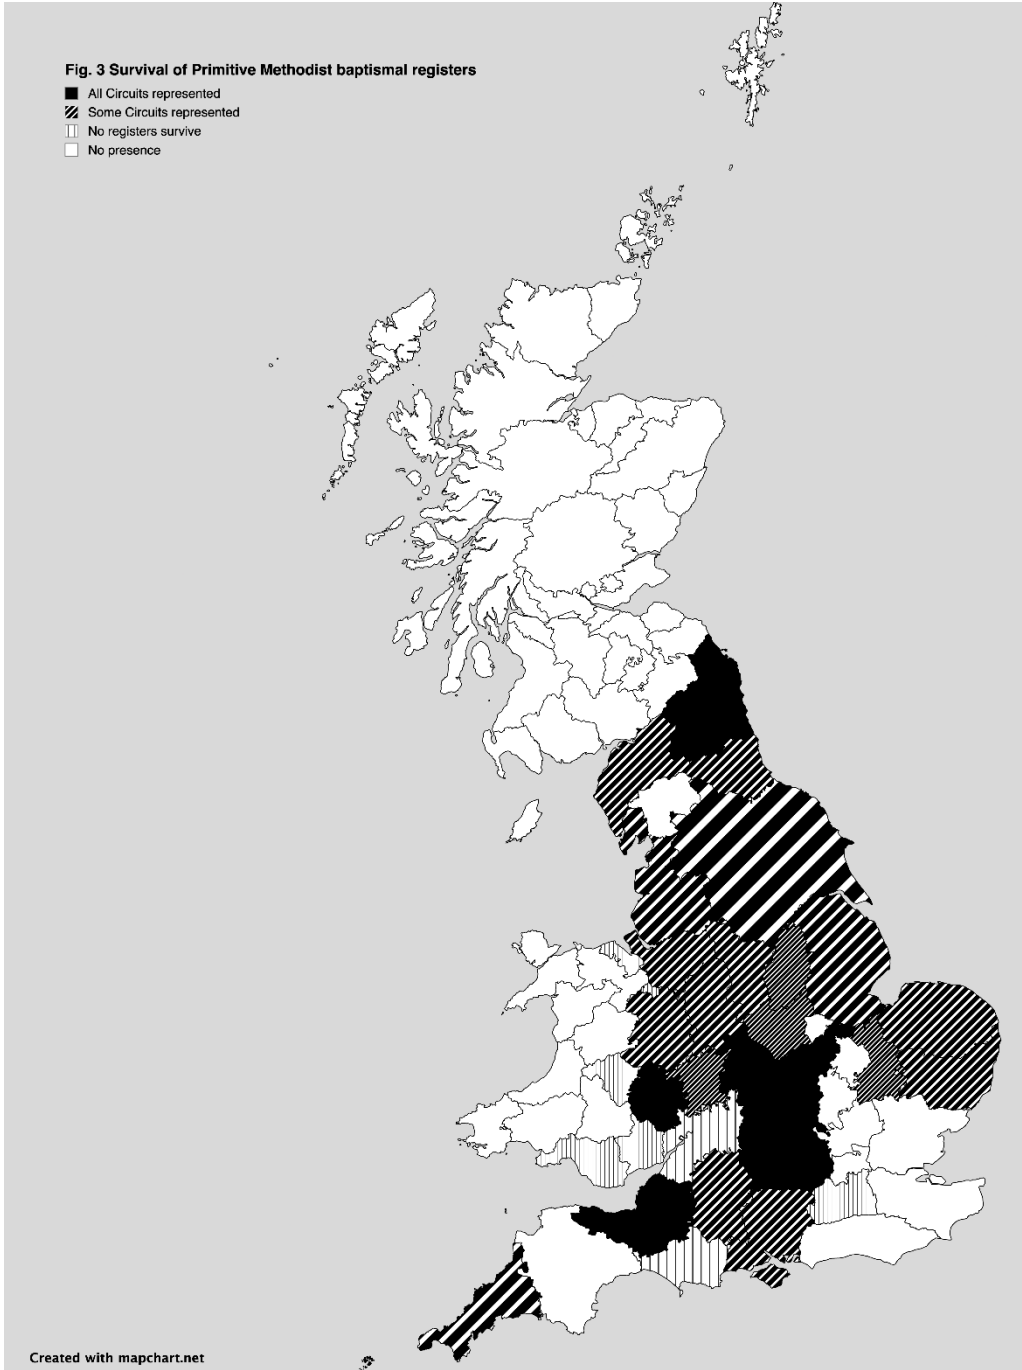 Fig. 3 Survival of Primitive Methodist baptismal registers
All Circuits represented
Some Circuits represented
No registers survive
No presence
Created with mapchart.net